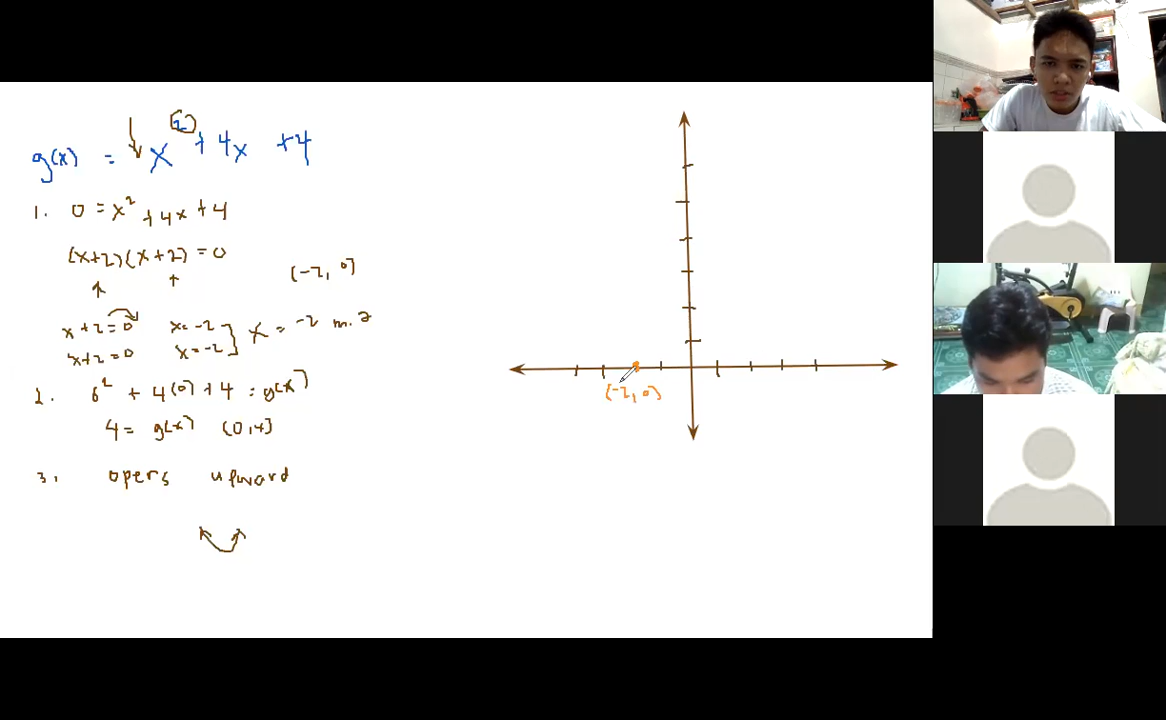 g(x) = x² + 4x + 4
1. 0 = x² + 4x + 4
(x+2)(x+2) = 0
(-2, 0)
x+2=0 x=-2
x+2=0 x=-2
x = -2 m. 2
2. 0² + 4(0) + 4 = g(x)
4 = g(x) (0,4)
3. opens upward
(-2, 0)